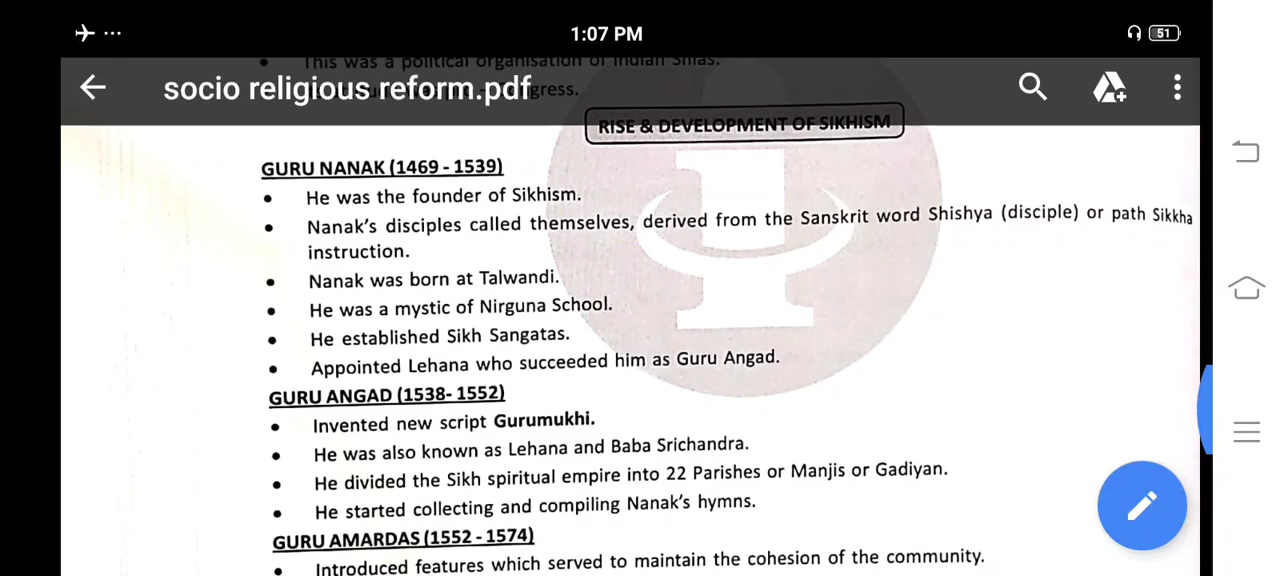 1:07 PM
51
This was a political organisation of Indian Shias.
socio religious reform.pdf
gress.
RISE & DEVELOPMENT OF SIKHISM
GURU NANAK (1469 - 1539)
• He was the founder of Sikhism.
• Nanak's disciples called themselves, derived from the Sanskrit word Shishya (disciple) or path Sikkha
instruction.
• Nanak was born at Talwandi.
• He was a mystic of Nirguna School.
• He established Sikh Sangatas.
• Appointed Lehana who succeeded him as Guru Angad.
GURU ANGAD (1538- 1552)
• Invented new script Gurumukhi.
• He was also known as Lehana and Baba Srichandra.
• He divided the Sikh spiritual empire into 22 Parishes or Manjis or Gadiyan.
• He started collecting and compiling Nanak's hymns.
GURU AMARDAS (1552 - 1574)
• Introduced features which served to maintain the cohesion of the community.